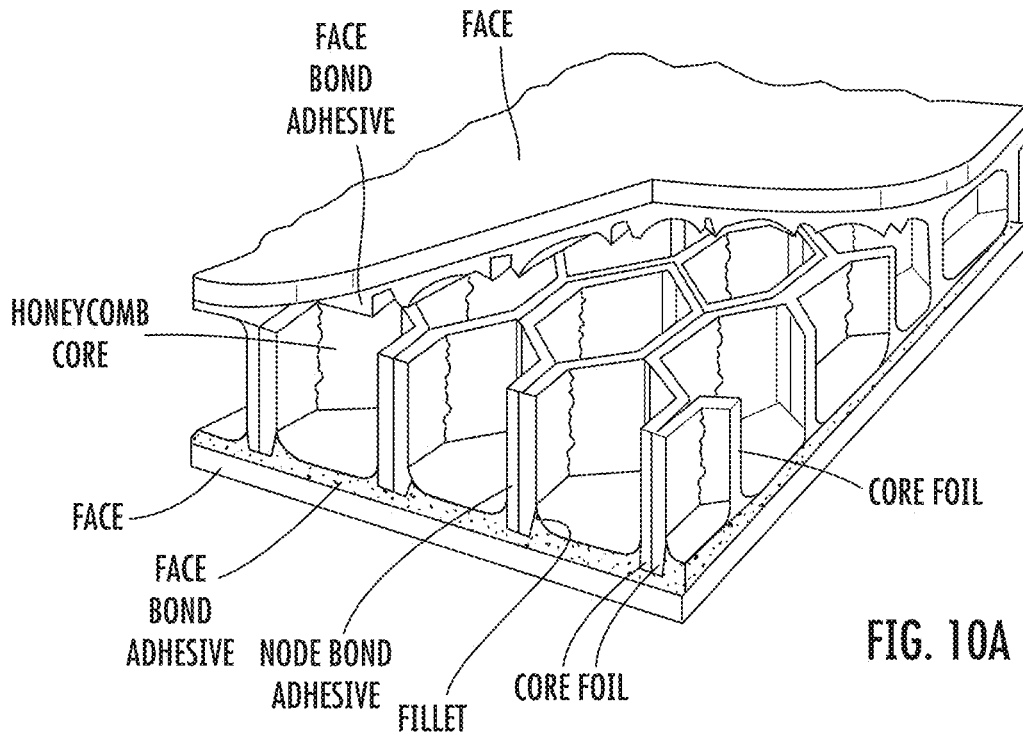 FACE
BOND
ADHESIVE
FACE
HONEYCOMB
CORE
FACE
FACE
BOND
ADHESIVE
NODE BOND
ADHESIVE
FILLET
CORE FOIL
CORE FOIL
FIG. 10A